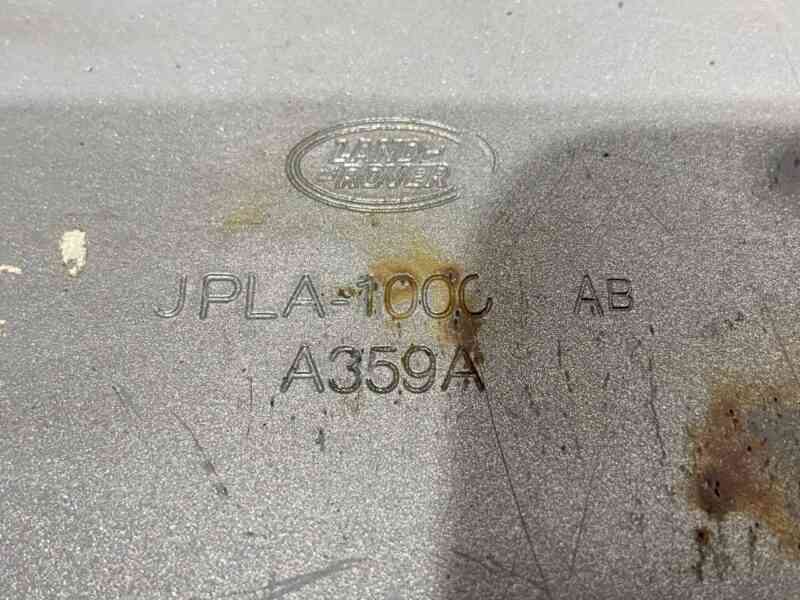 LAND-
-ROVER
JPLA-1000 AB
A359A